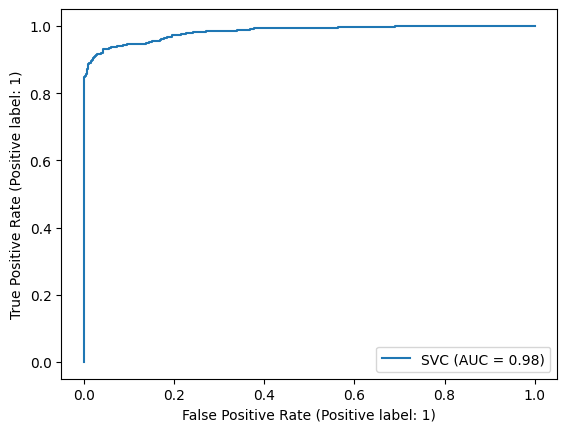 1.0
0.8
0.6
0.4
0.2
0.0
True Positive Rate (Positive label: 1)
SVC (AUC = 0.98)
0.0 0.2 0.4 0.6 0.8 1.0
False Positive Rate (Positive label: 1)